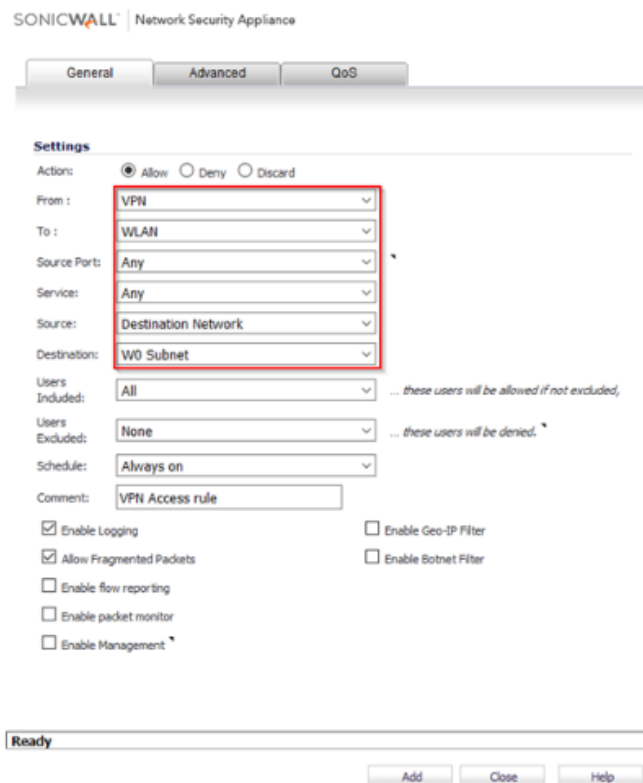 SONICWALL Network Security Appliance
General Advanced QoS
Settings
Action: Allow Deny Discard
From : VPN
To : WLAN
Source Port: Any
Service: Any
Source: Destination Network
Destination: W0 Subnet
Users Included: All ... these users will be allowed if not excluded,
Users Excluded: None ... these users will be denied.
Schedule: Always on
Comment: VPN Access rule
Enable Logging Enable Geo-IP Filter
Allow Fragmented Packets Enable Botnet Filter
Enable flow reporting
Enable packet monitor
Enable Management
Ready
Add Close Help